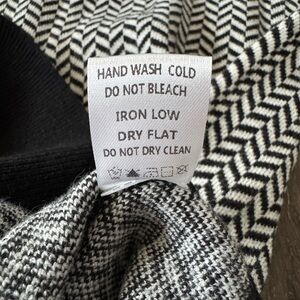 HAND WASH COLD
DO NOT BLEACH
IRON LOW
DRY FLAT
DO NOT DRY CLEAN